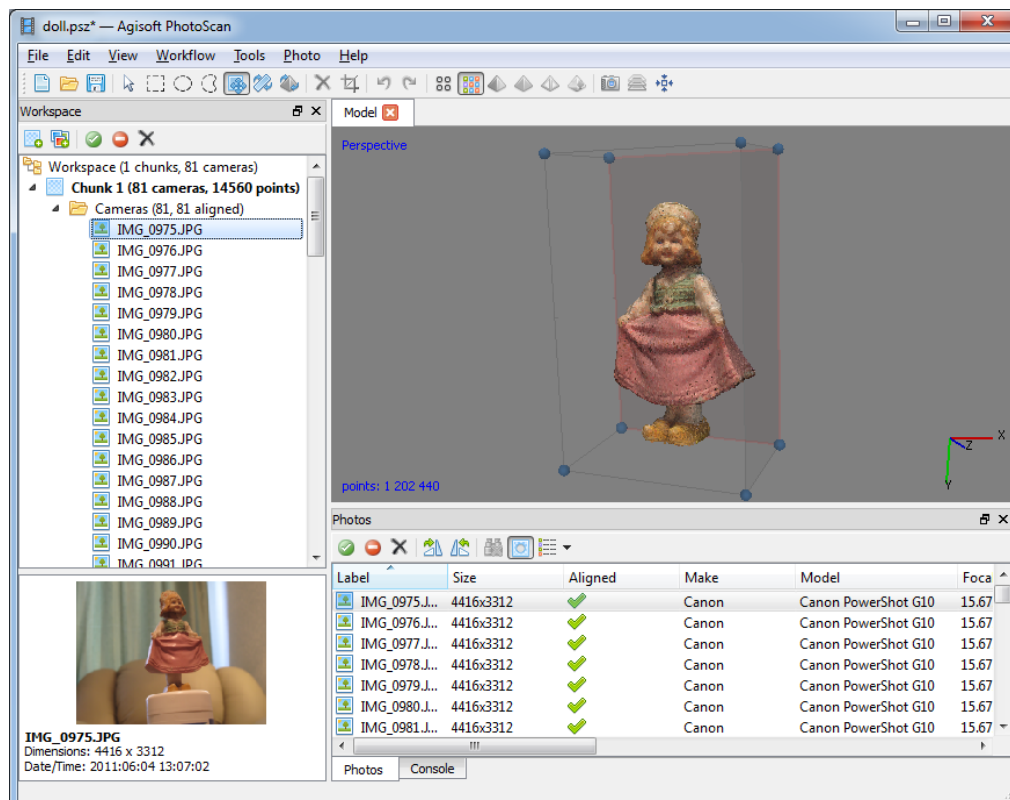 doll.psz* — Agisoft PhotoScan
File Edit View Workflow Tools Photo Help
Workspace
Workspace (1 chunks, 81 cameras)
Chunk 1 (81 cameras, 14560 points)
Cameras (81, 81 aligned)
IMG_0975.JPG
IMG_0976.JPG
IMG_0977.JPG
IMG_0978.JPG
IMG_0979.JPG
IMG_0980.JPG
IMG_0981.JPG
IMG_0982.JPG
IMG_0983.JPG
IMG_0984.JPG
IMG_0985.JPG
IMG_0986.JPG
IMG_0987.JPG
IMG_0988.JPG
IMG_0989.JPG
IMG_0990.JPG
IMG_0991.JPG
IMG_0975.JPG
Dimensions: 4416 x 3312
Date/Time: 2011:06:04 13:07:02
Model
Perspective
X
Z
Y
points: 1 202 440
Photos
Label Size Aligned Make Model Foca
IMG_0975.J... 4416x3312 Canon Canon PowerShot G10 15.67
IMG_0976.J... 4416x3312 Canon Canon PowerShot G10 15.67
IMG_0977.J... 4416x3312 Canon Canon PowerShot G10 15.67
IMG_0978.J... 4416x3312 Canon Canon PowerShot G10 15.67
IMG_0979.J... 4416x3312 Canon Canon PowerShot G10 15.67
IMG_0980.J... 4416x3312 Canon Canon PowerShot G10 15.67
IMG_0981.J... 4416x3312 Canon Canon PowerShot G10 15.67
Photos Console